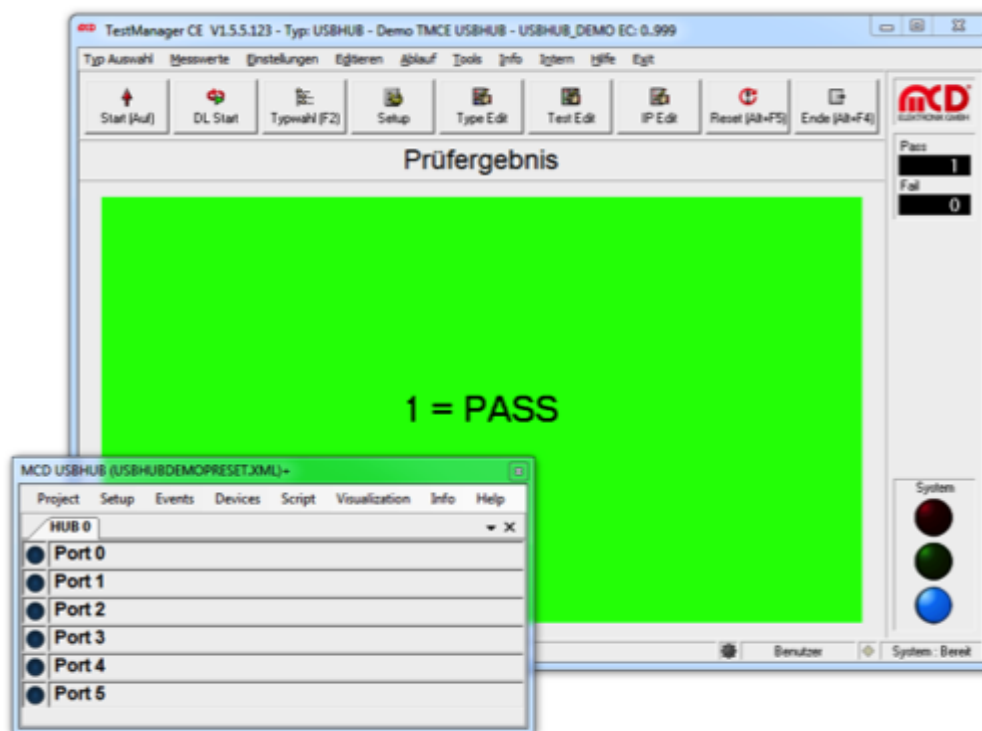 TestManager CE V1.5.5.123 - Typ: USBHUB - Demo TMCE USBHUB - USBHUB_DEMO EC: 0..999
Typ Auswahl Messwerte Einstellungen Editieren Ablauf Tools Info Intern Hilfe Exit
Start (Auf) DL Start Typwahl (F2) Setup Type Edit Test Edit IP Edit Reset (Alt+F5) Ende (Alt+F4)
MCD
ELEKTRONIK GMBH
Prüfergebnis
Pass
1
Fail
0
1 = PASS
MCD USBHUB (USBHUBDEMOPRESET.XML)+
Project Setup Events Devices Script Visualization Info Help
HUB 0
Port 0
Port 1
Port 2
Port 3
Port 4
Port 5
System
Benutzer
System : Bereit